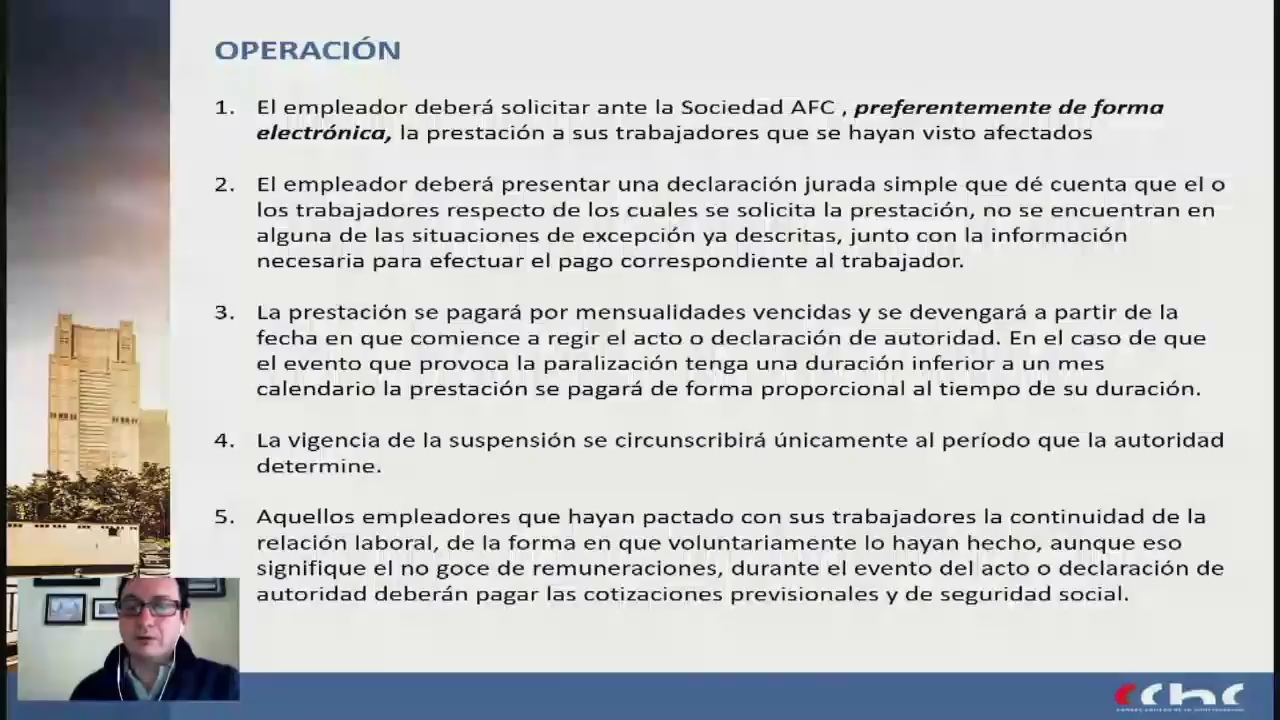 OPERACIÓN
1. El empleador deberá solicitar ante la Sociedad AFC , preferentemente de forma
electrónica, la prestación a sus trabajadores que se hayan visto afectados
2. El empleador deberá presentar una declaración jurada simple que dé cuenta que el o
los trabajadores respecto de los cuales se solicita la prestación, no se encuentran en
alguna de las situaciones de excepción ya descritas, junto con la información
necesaria para efectuar el pago correspondiente al trabajador.
3. La prestación se pagará por mensualidades vencidas y se devengará a partir de la
fecha en que comience a regir el acto o declaración de autoridad. En el caso de que
el evento que provoca la paralización tenga una duración inferior a un mes
calendario la prestación se pagará de forma proporcional al tiempo de su duración.
4. La vigencia de la suspensión se circunscribirá únicamente al período que la autoridad
determine.
5. Aquellos empleadores que hayan pactado con sus trabajadores la continuidad de la
relación laboral, de la forma en que voluntariamente lo hayan hecho, aunque eso
signifique el no goce de remuneraciones, durante el evento del acto o declaración de
autoridad deberán pagar las cotizaciones previsionales y de seguridad social.
cchc